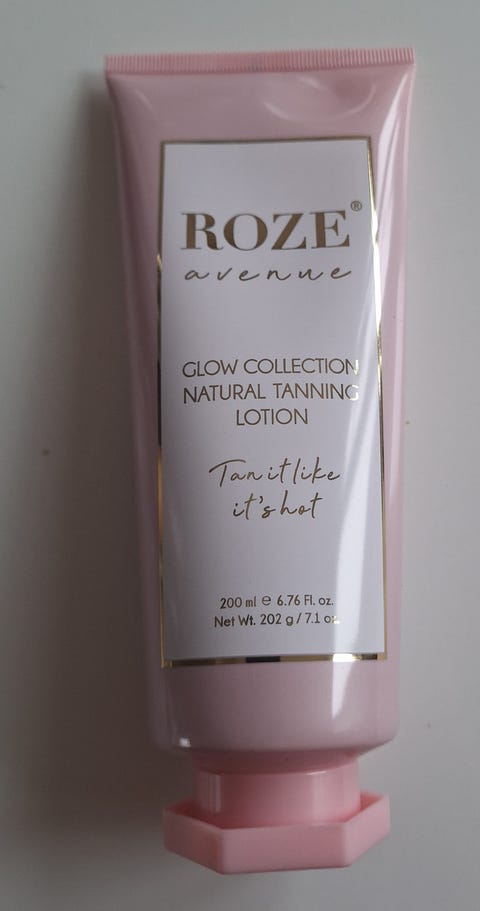 ROZE®
avenue
GLOW COLLECTION
NATURAL TANNING
LOTION
Tan it like
it's hot
200 ml ℮ 6.76 Fl. oz.
Net Wt. 202 g / 7.1 oz